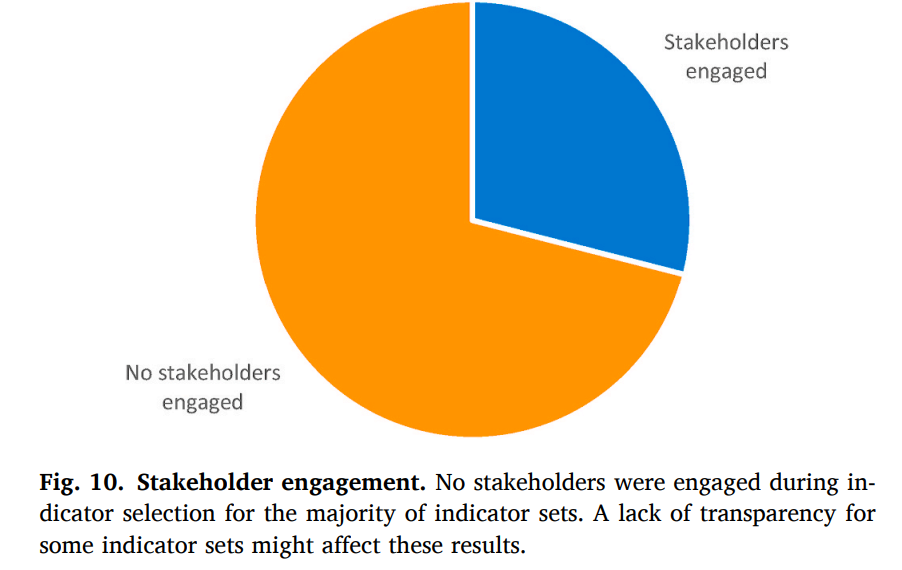 Stakeholders
engaged
No stakeholders
engaged
Fig. 10. Stakeholder engagement. No stakeholders were engaged during in-
dicator selection for the majority of indicator sets. A lack of transparency for
some indicator sets might affect these results.